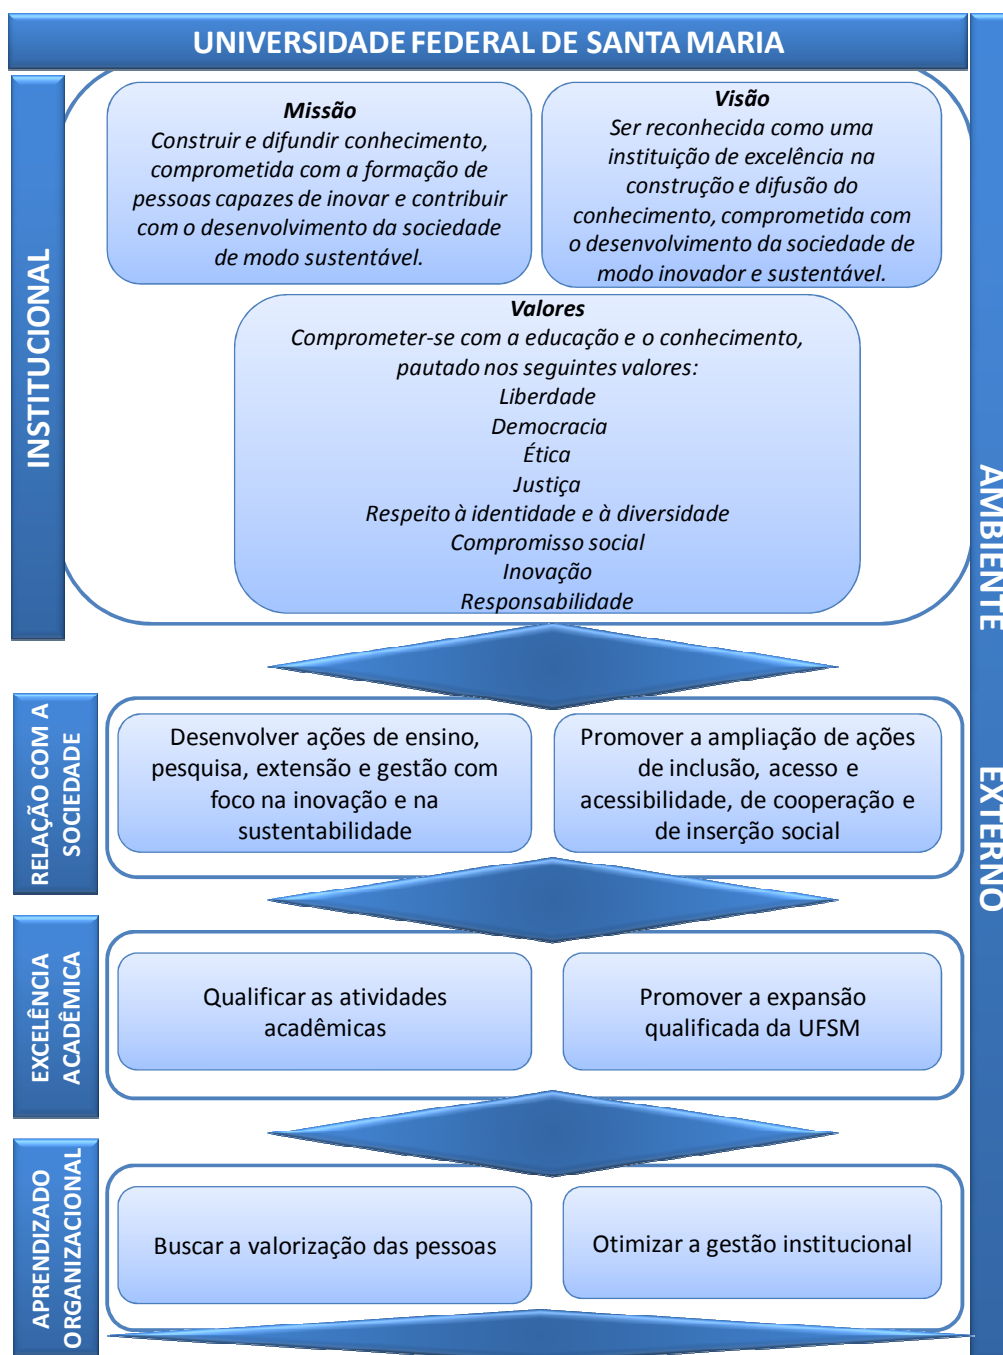 UNIVERSIDADE FEDERAL DE SANTA MARIA
INSTITUCIONAL
Missão
Construir e difundir conhecimento,
comprometida com a formação de
pessoas capazes de inovar e contribuir
com o desenvolvimento da sociedade
de modo sustentável.
Visão
Ser reconhecida como uma
instituição de excelência na
construção e difusão do
conhecimento, comprometida com
o desenvolvimento da sociedade de
modo inovador e sustentável.
Valores
Comprometer-se com a educação e o conhecimento,
pautado nos seguintes valores:
Liberdade
Democracia
Ética
Justiça
Respeito à identidade e à diversidade
Compromisso social
Inovação
Responsabilidade
AMBIENTE EXTERNO
RELAÇÃO COM A
SOCIEDADE
Desenvolver ações de ensino,
pesquisa, extensão e gestão com
foco na inovação e na
sustentabilidade
Promover a ampliação de ações
de inclusão, acesso e
acessibilidade, de cooperação e
de inserção social
EXCELÊNCIA
ACADÊMICA
Qualificar as atividades
acadêmicas
Promover a expansão
qualificada da UFSM
APRENDIZADO
ORGANIZACIONAL
Buscar a valorização das pessoas
Otimizar a gestão institucional